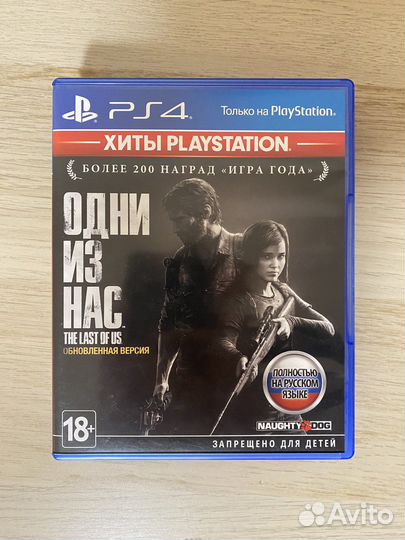 PS4
Только на PlayStation.
ХИТЫ PLAYSTATION.
БОЛЕЕ 200 НАГРАД «ИГРА ГОДА»
ОДНИ
ИЗ
НАС
THE LAST OF US
ОБНОВЛЕННАЯ ВЕРСИЯ
ПОЛНОСТЬЮ
НА РУССКОМ
ЯЗЫКЕ
18+
NAUGHTY DOG
ЗАПРЕЩЕНО ДЛЯ ДЕТЕЙ
Avito